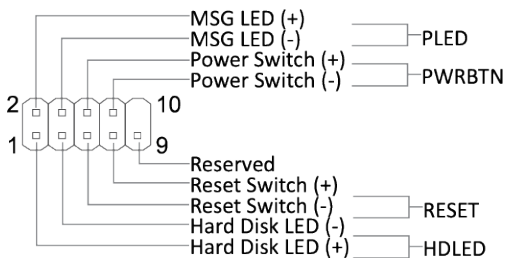 MSG LED (+)
MSG LED (-)
PLED
Power Switch (+)
Power Switch (-)
PWRBTN
2
10
1
9
Reserved
Reset Switch (+)
Reset Switch (-)
RESET
Hard Disk LED (-)
Hard Disk LED (+)
HDLED